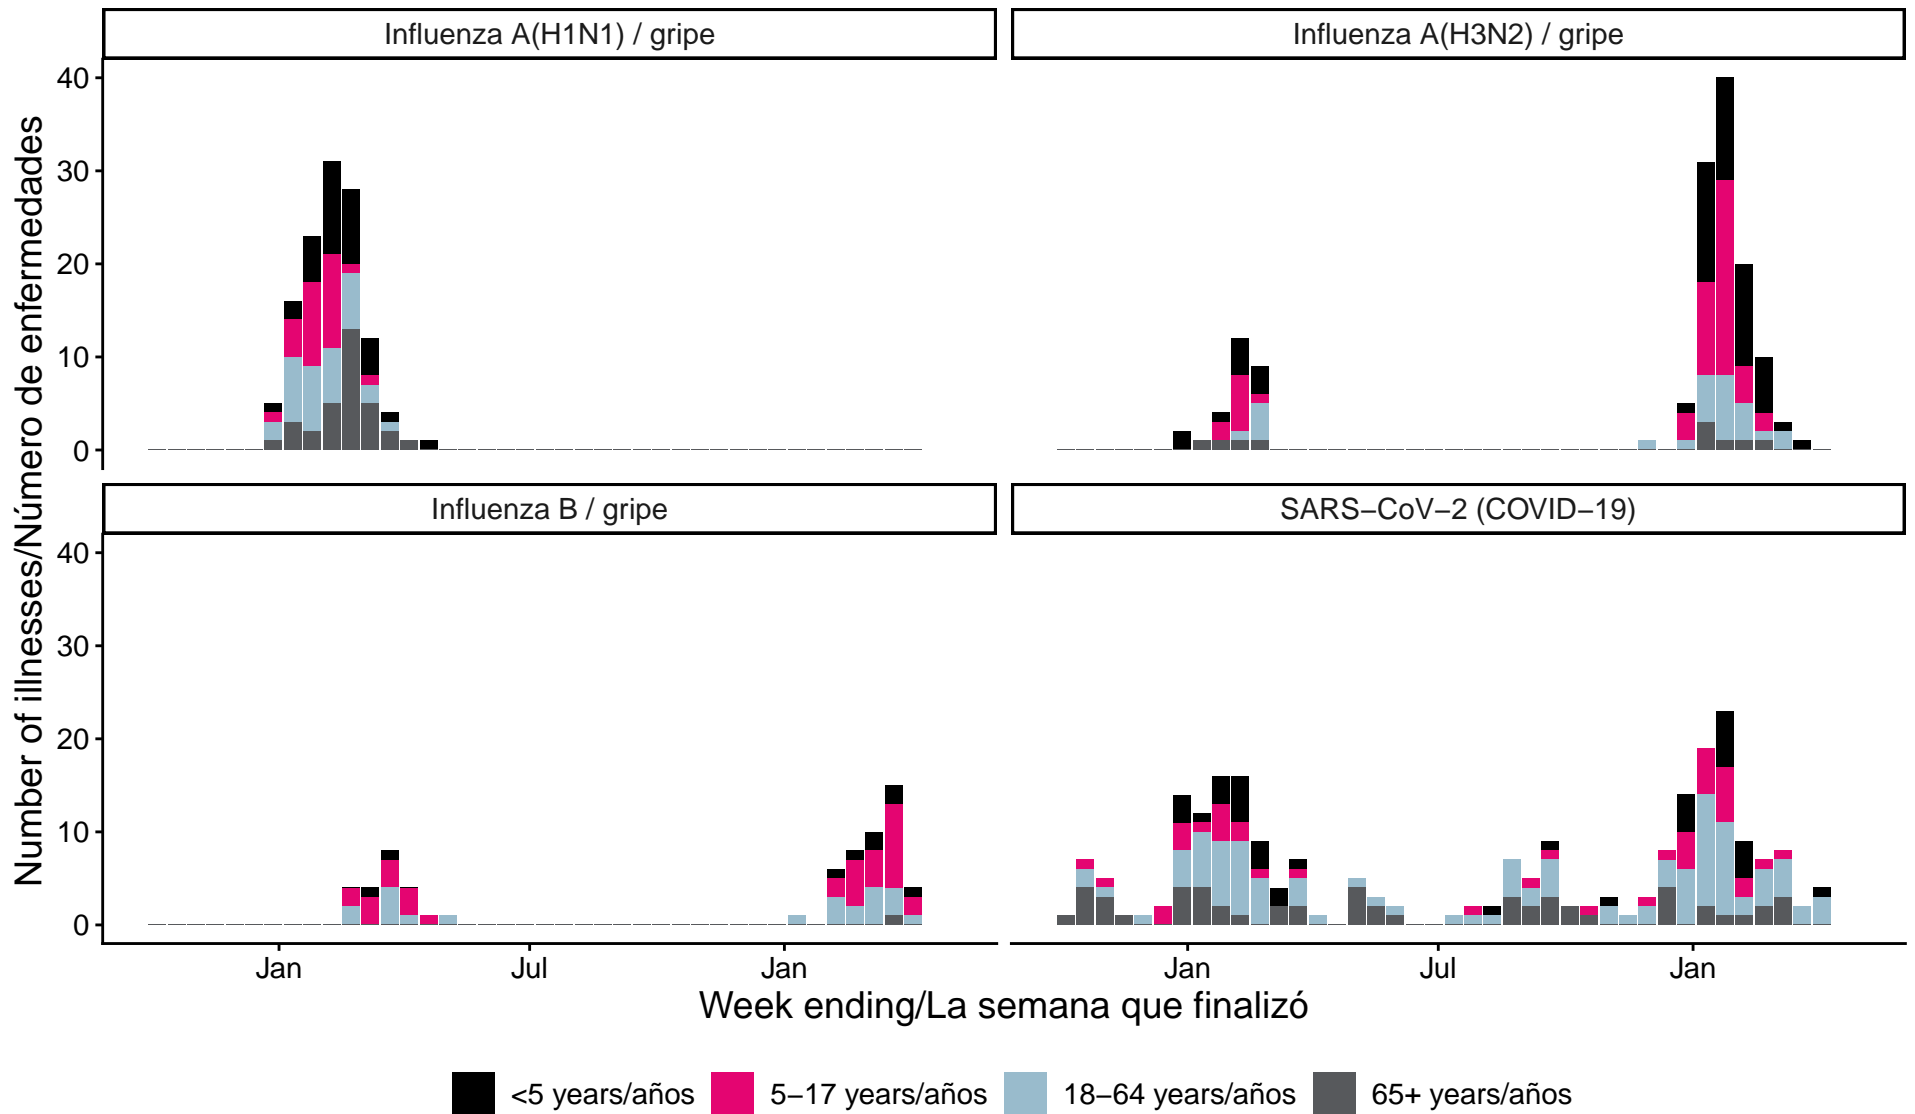 Influenza A(H1N1) / gripe
Influenza A(H3N2) / gripe
40
30
20
10
0
Influenza B / gripe
SARS−CoV−2 (COVID−19)
40
30
20
10
0
Jan
Jul
Jan
Jan
Jul
Jan
Number of illnesses/Número de enfermedades
Week ending/La semana que finalizó
<5 years/años
5−17 years/años
18−64 years/años
65+ years/años